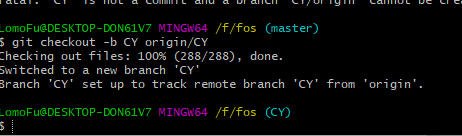 fatal: 'CY' is not a commit and a branch 'CY/origin' cannot be crea
LomoFu@DESKTOP-DON61V7 MINGW64 /f/fos (master)
$ git checkout -b CY origin/CY
Checking out files: 100% (288/288), done.
Switched to a new branch 'CY'
Branch 'CY' set up to track remote branch 'CY' from 'origin'.

LomoFu@DESKTOP-DON61V7 MINGW64 /f/fos (CY)
$